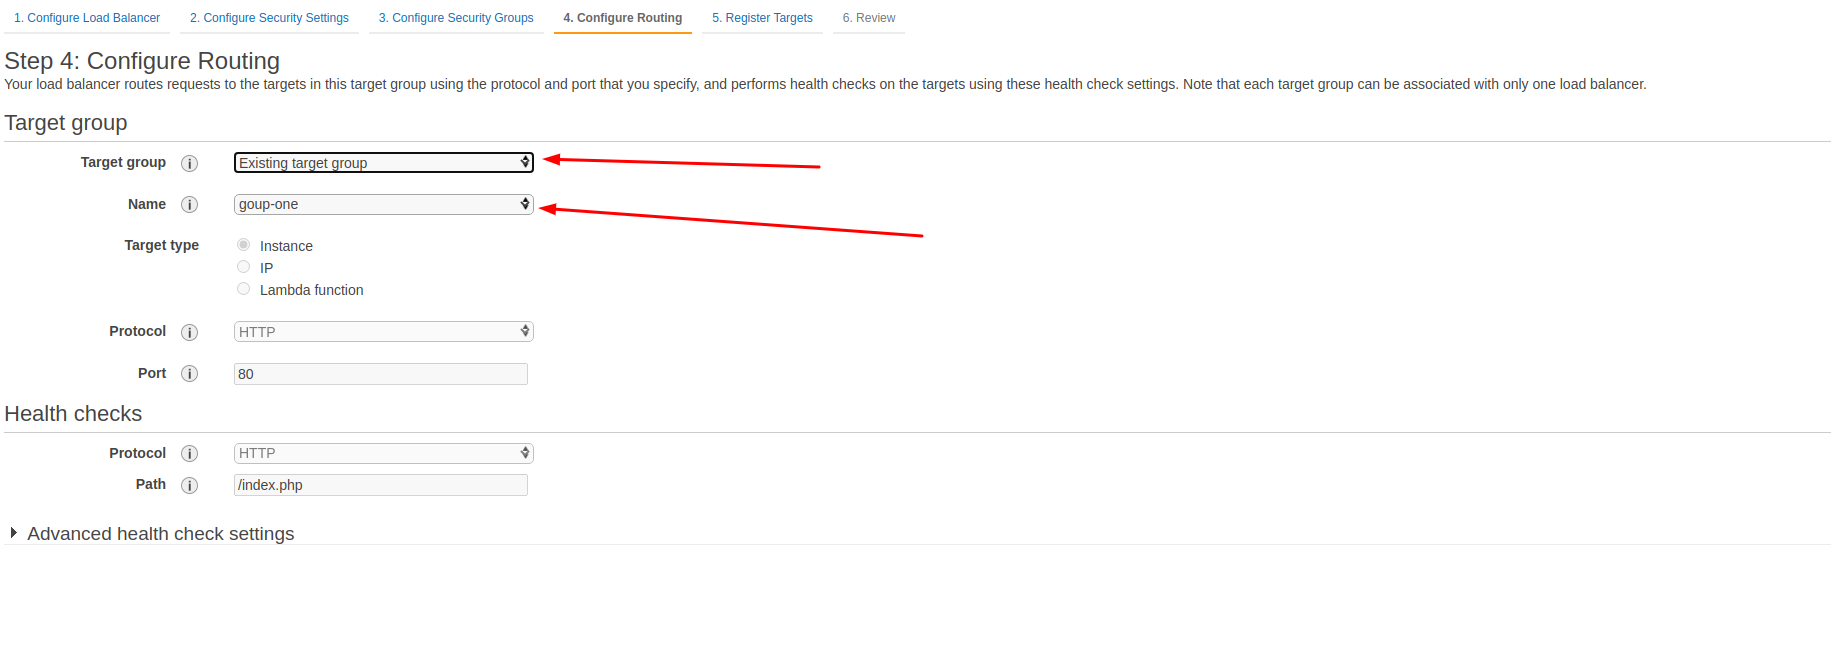 1. Configure Load Balancer 2. Configure Security Settings 3. Configure Security Groups 4. Configure Routing 5. Register Targets 6. Review
Step 4: Configure Routing
Your load balancer routes requests to the targets in this target group using the protocol and port that you specify, and performs health checks on the targets using these health check settings. Note that each target group can be associated with only one load balancer.
Target group
Target group i Existing target group
Name i goup-one
Target type Instance
IP
Lambda function
Protocol i HTTP
Port i 80
Health checks
Protocol i HTTP
Path i /index.php
Advanced health check settings